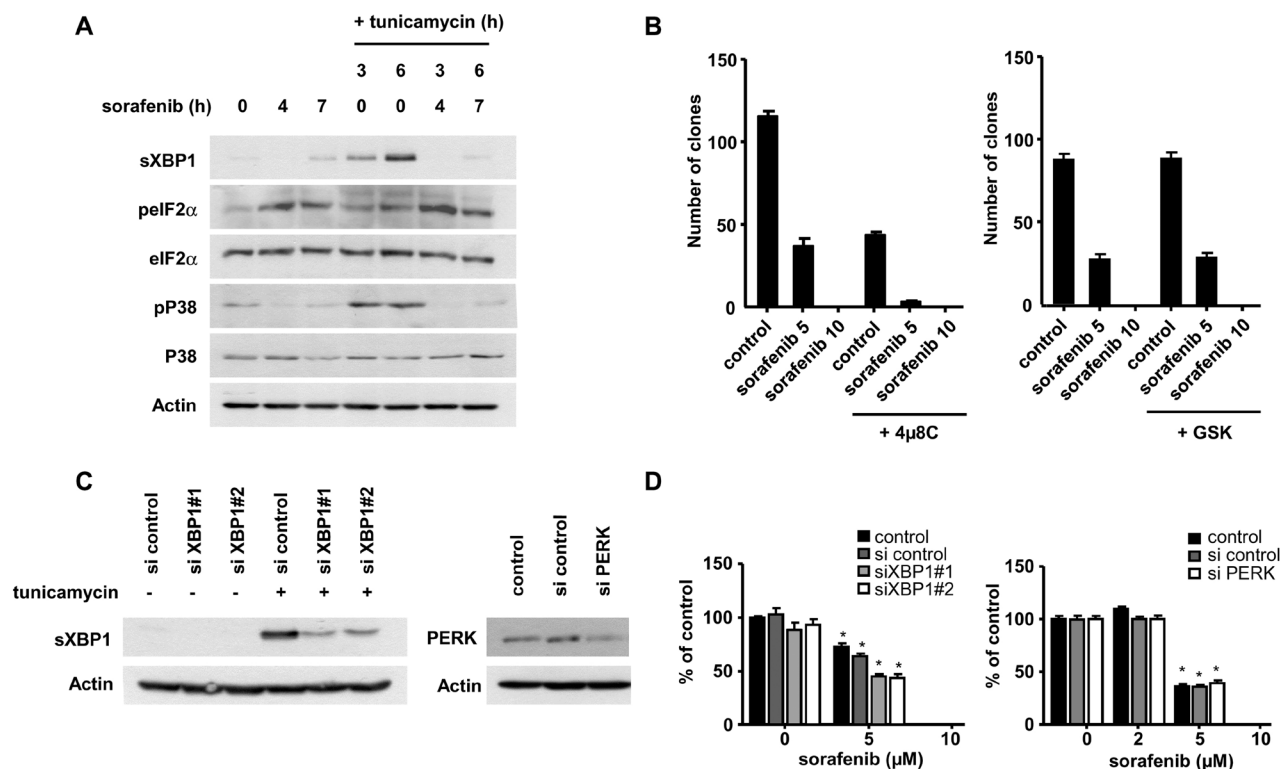 A
+ tunicamycin (h)
3 6 3 6
sorafenib (h) 0 4 7 0 0 4 7
sXBP1
peIF2α
eIF2α
pP38
P38
Actin
B
Number of clones
150
100
50
0
control
sorafenib 5
sorafenib 10
control
sorafenib 5
sorafenib 10
+ 4µ8C
Number of clones
150
100
50
0
control
sorafenib 5
sorafenib 10
control
sorafenib 5
sorafenib 10
+ GSK
C
si control
si XBP1#1
si XBP1#2
si control
si XBP1#1
si XBP1#2
tunicamycin - - - + + +
sXBP1
Actin
control
si control
si PERK
PERK
Actin
D
control
si control
siXBP1#1
siXBP1#2
% of control
150
100
50
0
* * * *
0 5 10
sorafenib (µM)
control
si control
si PERK
% of control
150
100
50
0
* * *
0 2 5 10
sorafenib (µM)